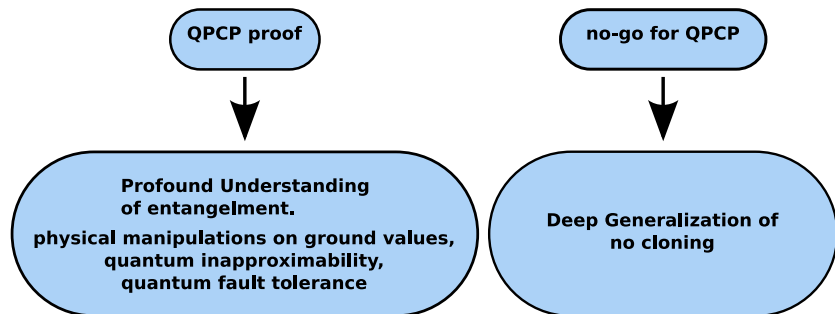 QPCP proof
no-go for QPCP
Profound Understanding
of entangelment.
physical manipulations on ground values,
quantum inapproximability,
quantum fault tolerance
Deep Generalization of
no cloning